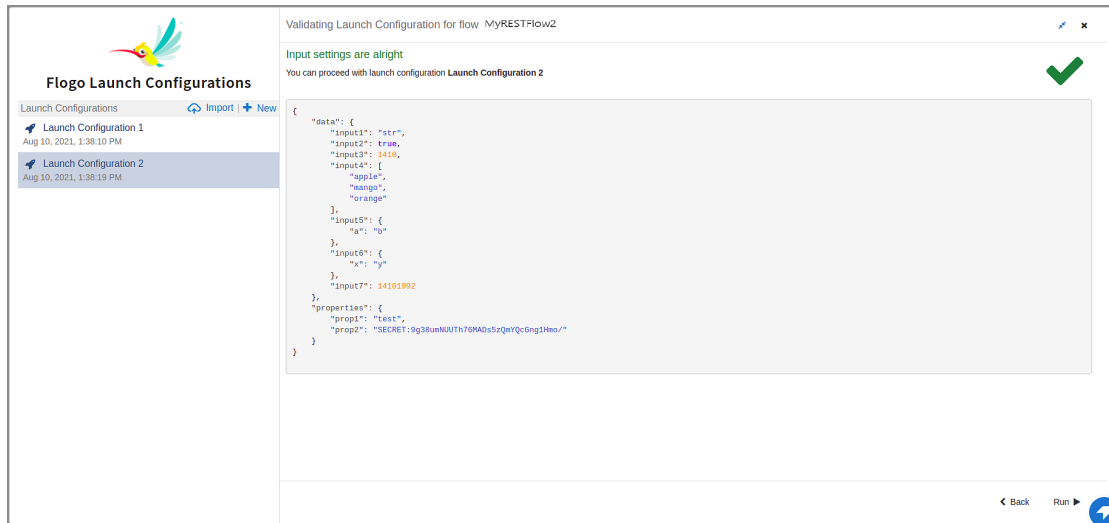 Flogo Launch Configurations
Launch Configurations Import | New
Launch Configuration 1
Aug 10, 2021, 1:38:10 PM
Launch Configuration 2
Aug 10, 2021, 1:38:19 PM
Validating Launch Configuration for flow MyRESTFlow2
Input settings are alright
You can proceed with launch configuration Launch Configuration 2
{
"data": {
"input1": "str",
"input2": true,
"input3": 1410,
"input4": [
"apple",
"mango",
"orange"
],
"input5": {
"a": "b"
},
"input6": {
"x": "y"
},
"input7": 14101992
},
"properties": {
"prop1": "test",
"prop2": "SECRET:9g38umNUUTh76MADs5zQmYQcGng1Hmo/"
}
}
Back Run